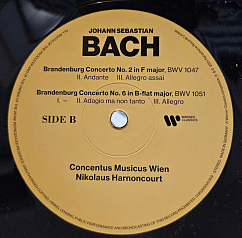 JOHANN SEBASTIAN
BACH
Brandenburg Concerto No. 2 in F major, BWV 1047
II. Andante III. Allegro assai
Brandenburg Concerto No. 6 in B-flat major, BWV 1051
I. – II. Adagio ma non tanto III. Allegro
SIDE B
WARNER
CLASSICS
Concentus Musicus Wien
Nikolaus Harnoncourt